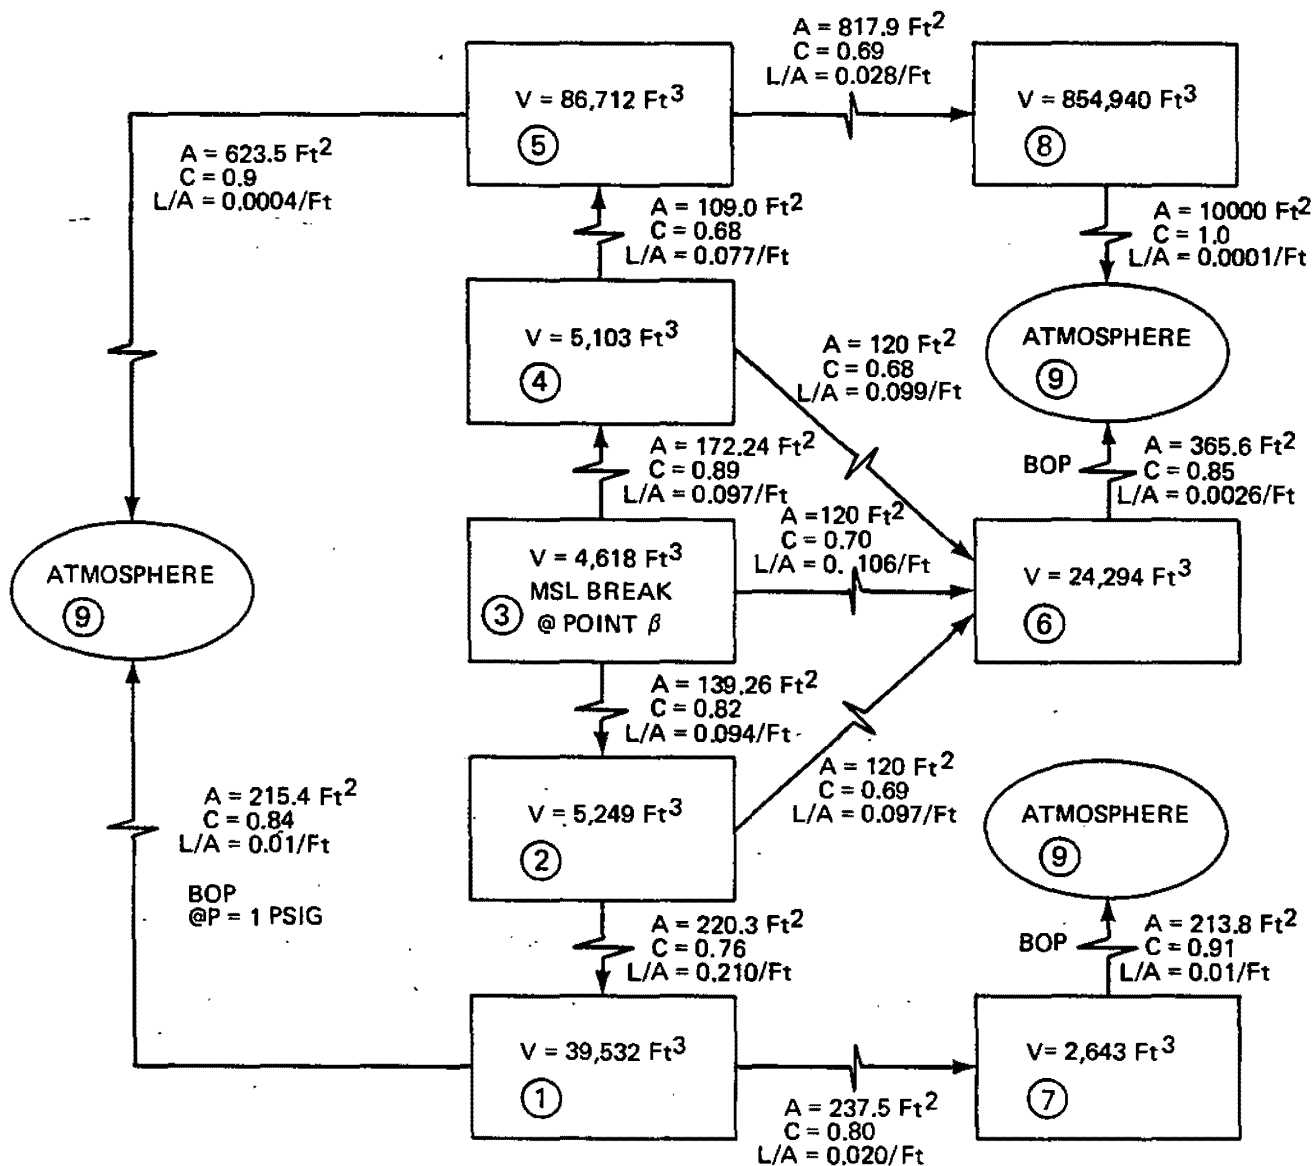 A = 817.9 Ft²
C = 0.69
L/A = 0.028/Ft
V = 86,712 Ft³
5
V = 854,940 Ft³
8
A = 623.5 Ft²
C = 0.9
L/A = 0.0004/Ft
A = 109.0 Ft²
C = 0.68
L/A = 0.077/Ft
A = 10000 Ft²
C = 1.0
L/A = 0.0001/Ft
V = 5,103 Ft³
4
A = 120 Ft²
C = 0.68
L/A = 0.099/Ft
ATMOSPHERE
9
A = 172.24 Ft²
C = 0.89
L/A = 0.097/Ft
BOP
A = 365.6 Ft²
C = 0.85
L/A = 0.0026/Ft
A =120 Ft²
C = 0.70
L/A = 0. 106/Ft
ATMOSPHERE
9
V = 4,618 Ft³
MSL BREAK
@ POINT β
3
V = 24,294 Ft³
6
A = 139.26 Ft²
C = 0.82
L/A = 0.094/Ft
A = 215.4 Ft²
C = 0.84
L/A = 0.01/Ft
BOP
@P = 1 PSIG
V = 5,249 Ft³
2
A = 120 Ft²
C = 0.69
L/A = 0.097/Ft
ATMOSPHERE
9
A = 220.3 Ft²
C = 0.76
L/A = 0.210/Ft
BOP
A = 213.8 Ft²
C = 0.91
L/A = 0.01/Ft
V = 39,532 Ft³
1
V= 2,643 Ft³
7
A = 237.5 Ft²
C = 0.80
L/A = 0.020/Ft